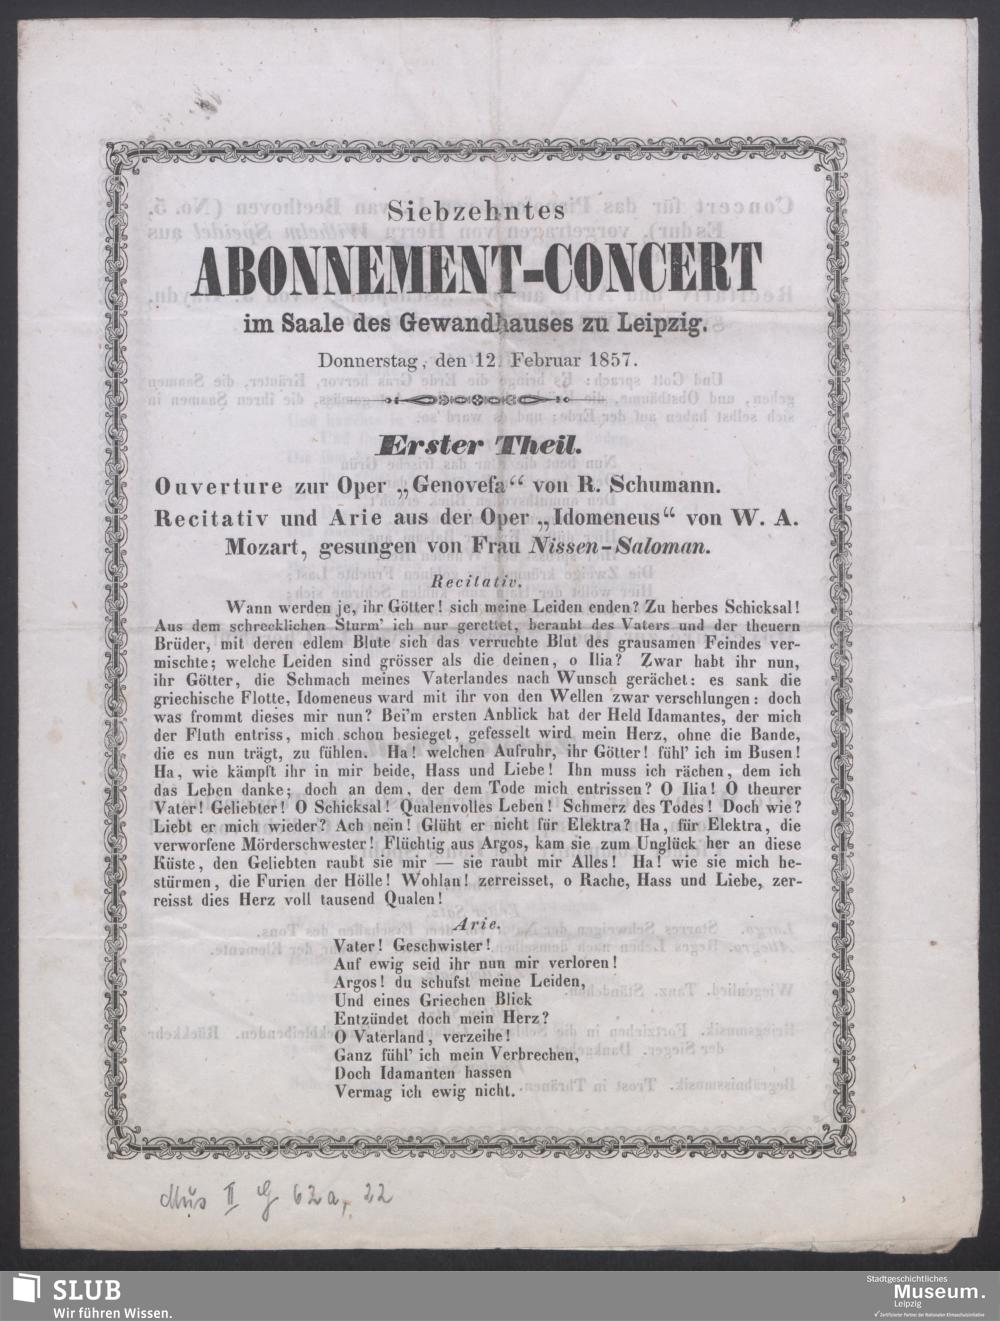 Siebzehntes
ABONNEMENT-CONCERT
im Saale des Gewandhauses zu Leipzig.
Donnerstag, den 12. Februar 1857.
Erster Theil.
Ouverture zur Oper „Genovefa“ von R. Schumann.
Recitativ und Arie aus der Oper „Idomeneus“ von W. A.
Mozart, gesungen von Frau Nissen-Saloman.
Recitativ.
Wann werden je, ihr Götter! sich meine Leiden enden? Zu herbes Schicksal!
Aus dem schrecklichen Sturm' ich nur gerettet, beraubt des Vaters und der theuern
Brüder, mit deren edlem Blute sich das verruchte Blut des grausamen Feindes ver-
mischte; welche Leiden sind grösser als die deinen, o Ilia? Zwar habt ihr nun,
ihr Götter, die Schmach meines Vaterlandes nach Wunsch gerächet: es sank die
griechische Flotte, Idomeneus ward mit ihr von den Wellen zwar verschlungen: doch
was frommt dieses mir nun? Bei'm ersten Anblick hat der Held Idamantes, der mich
der Fluth entriss, mich schon besieget, gefesselt wird mein Herz, ohne die Bande,
die es nun trägt, zu fühlen. Ha! welchen Aufruhr, ihr Götter! fühl' ich im Busen!
Ha, wie kämpft ihr in mir beide, Hass und Liebe! Ihn muss ich rächen, dem ich
das Leben danke; doch an dem, der dem Tode mich entrissen? O Ilia! O theurer
Vater! Geliebter! O Schicksal! Qualenvolles Leben! Schmerz des Todes! Doch wie?
Liebt er mich wieder? Ach nein! Glüht er nicht für Elektra? Ha, für Elektra, die
verworfene Mörderschwester! Flüchtig aus Argos, kam sie zum Unglück her an diese
Küste, den Geliebten raubt sie mir — sie raubt mir Alles! Ha! wie sie mich be-
stürmen, die Furien der Hölle! Wohlan! zerreisset, o Rache, Hass und Liebe, zer-
reisst dies Herz voll tausend Qualen!
Arie.
Vater! Geschwister!
Auf ewig seid ihr nun mir verloren!
Argos! du schufst meine Leiden,
Und eines Griechen Blick
Entzündet doch mein Herz?
O Vaterland, verzeihe!
Ganz fühl' ich mein Verbrechen,
Doch Idamanten hassen
Vermag ich ewig nicht.
Mus II G 62a, 22
SLUB
Wir führen Wissen.
Stadtgeschichtliches
Museum.
Leipzig
Zertifizierter Partner der Nationalen Klimaschutzinitiative